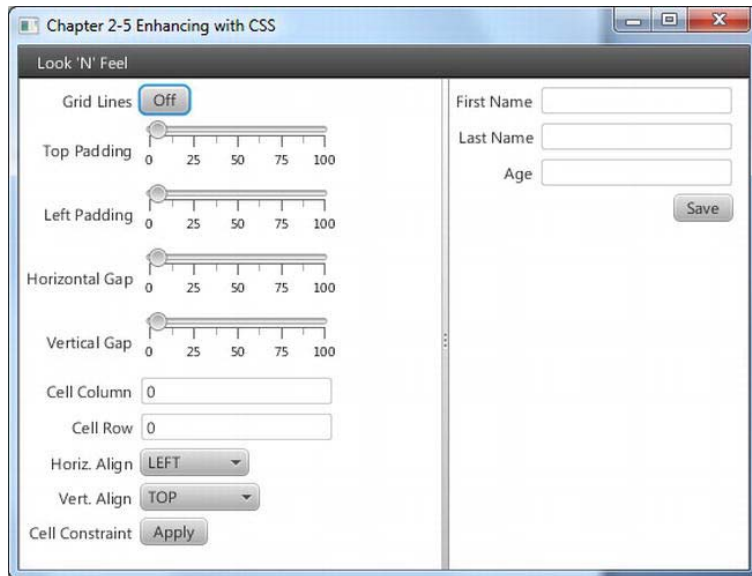 Chapter 2-5 Enhancing with CSS
Look 'N' Feel
Grid Lines Off
Top Padding
0 25 50 75 100
Left Padding
0 25 50 75 100
Horizontal Gap
0 25 50 75 100
Vertical Gap
0 25 50 75 100
Cell Column 0
Cell Row 0
Horiz. Align LEFT
Vert. Align TOP
Cell Constraint Apply
First Name
Last Name
Age
Save